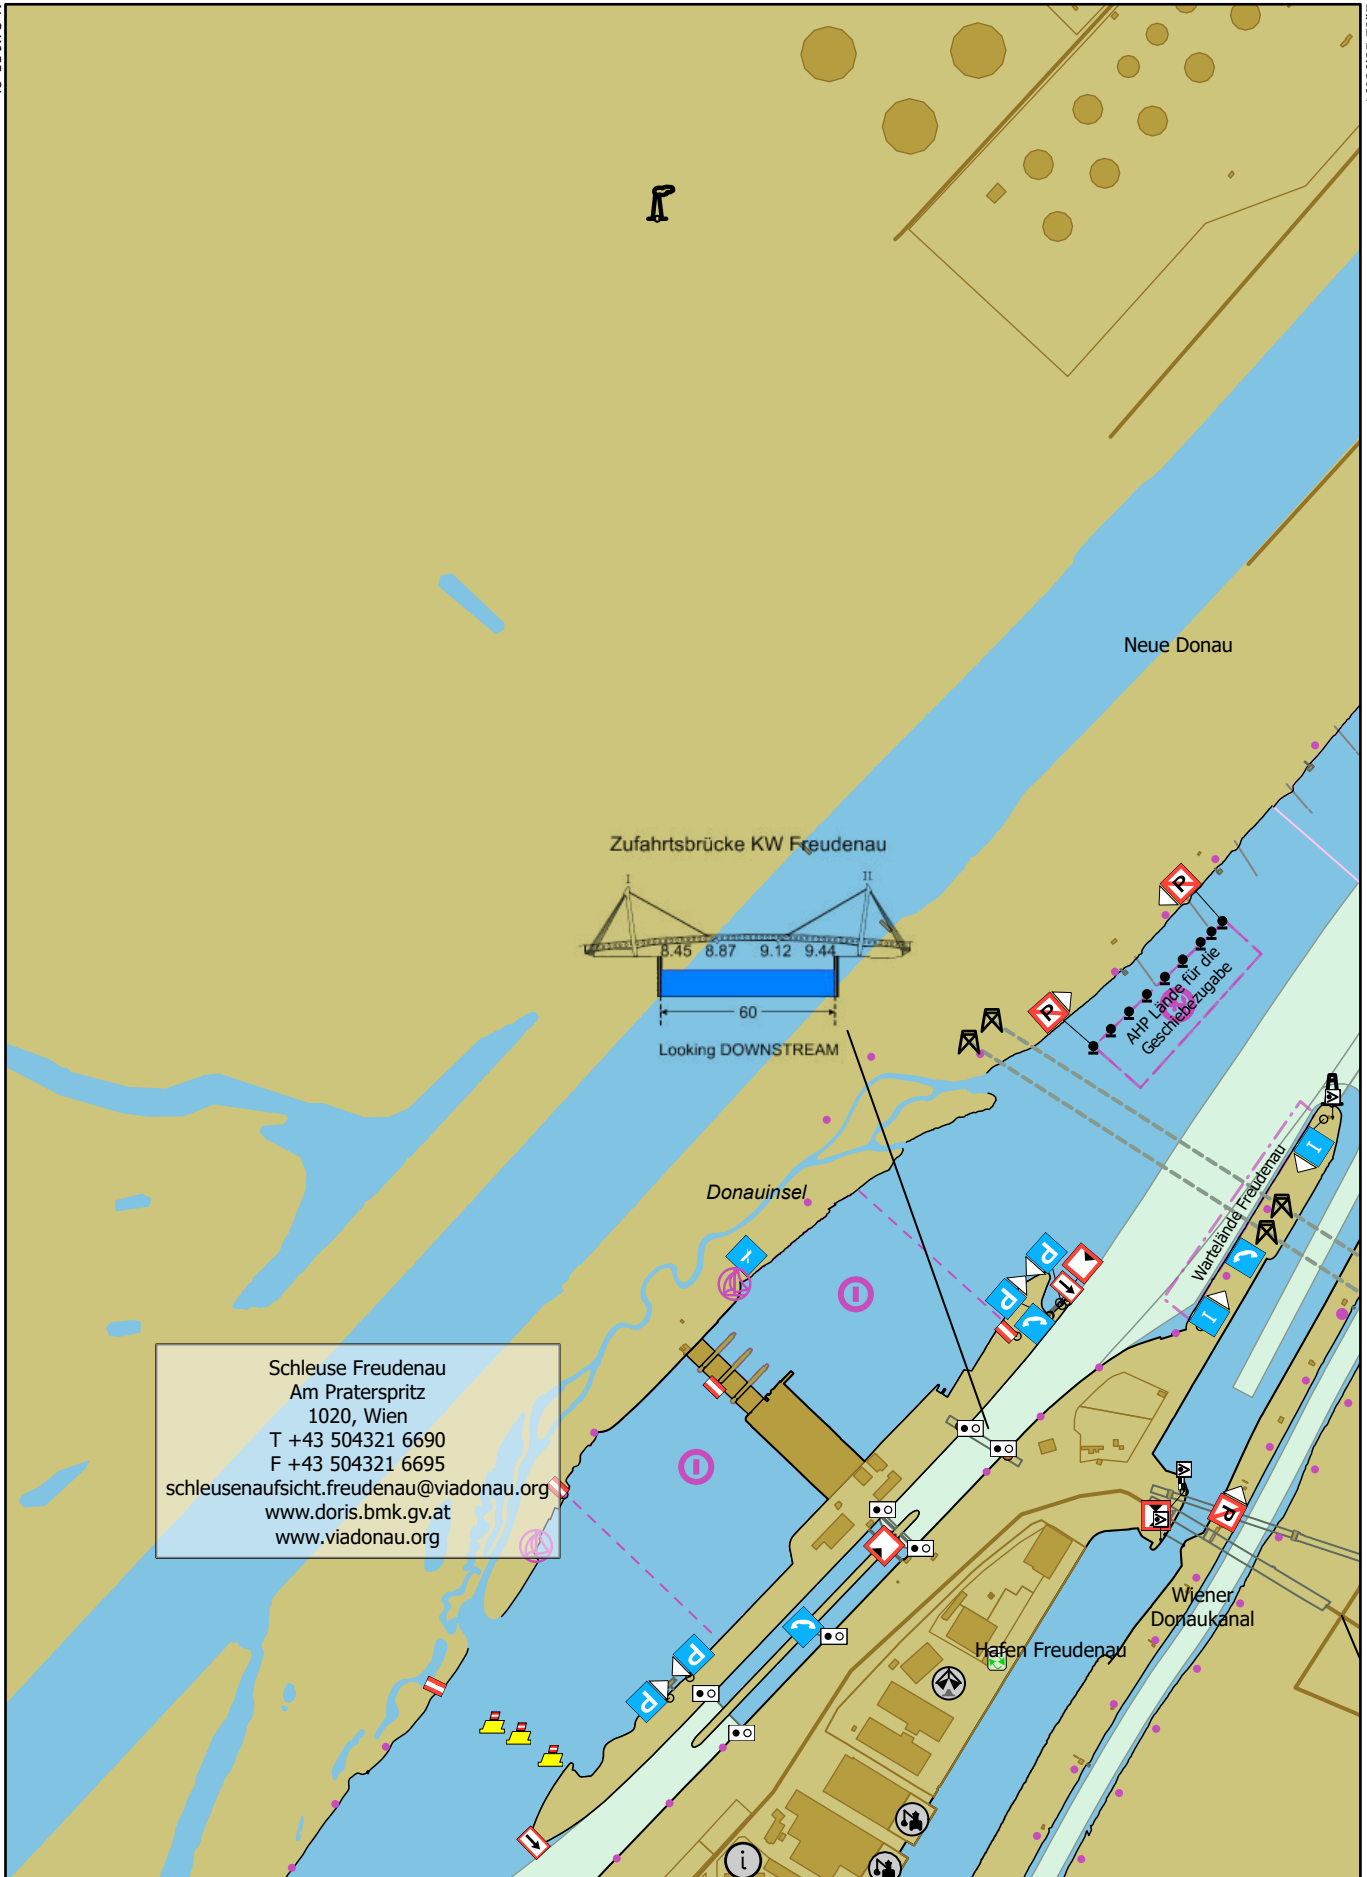 Neue Donau
Zufahrtsbrücke KW Freudenau
I
II
8.45 8.87 9.12 9.44
60
Looking DOWNSTREAM
AHP Lände für die
Geschiebezugabe
Wartelände Freudenau
Donauinsel
Schleuse Freudenau
Am Praterspritz
1020, Wien
T +43 504321 6690
F +43 504321 6695
schleusenaufsicht.freudenau@viadonau.org
www.doris.bmk.gv.at
www.viadonau.org
Wiener
Donaukanal
Hafen Freudenau
P
P
P
P
P
P
P
I
I
i